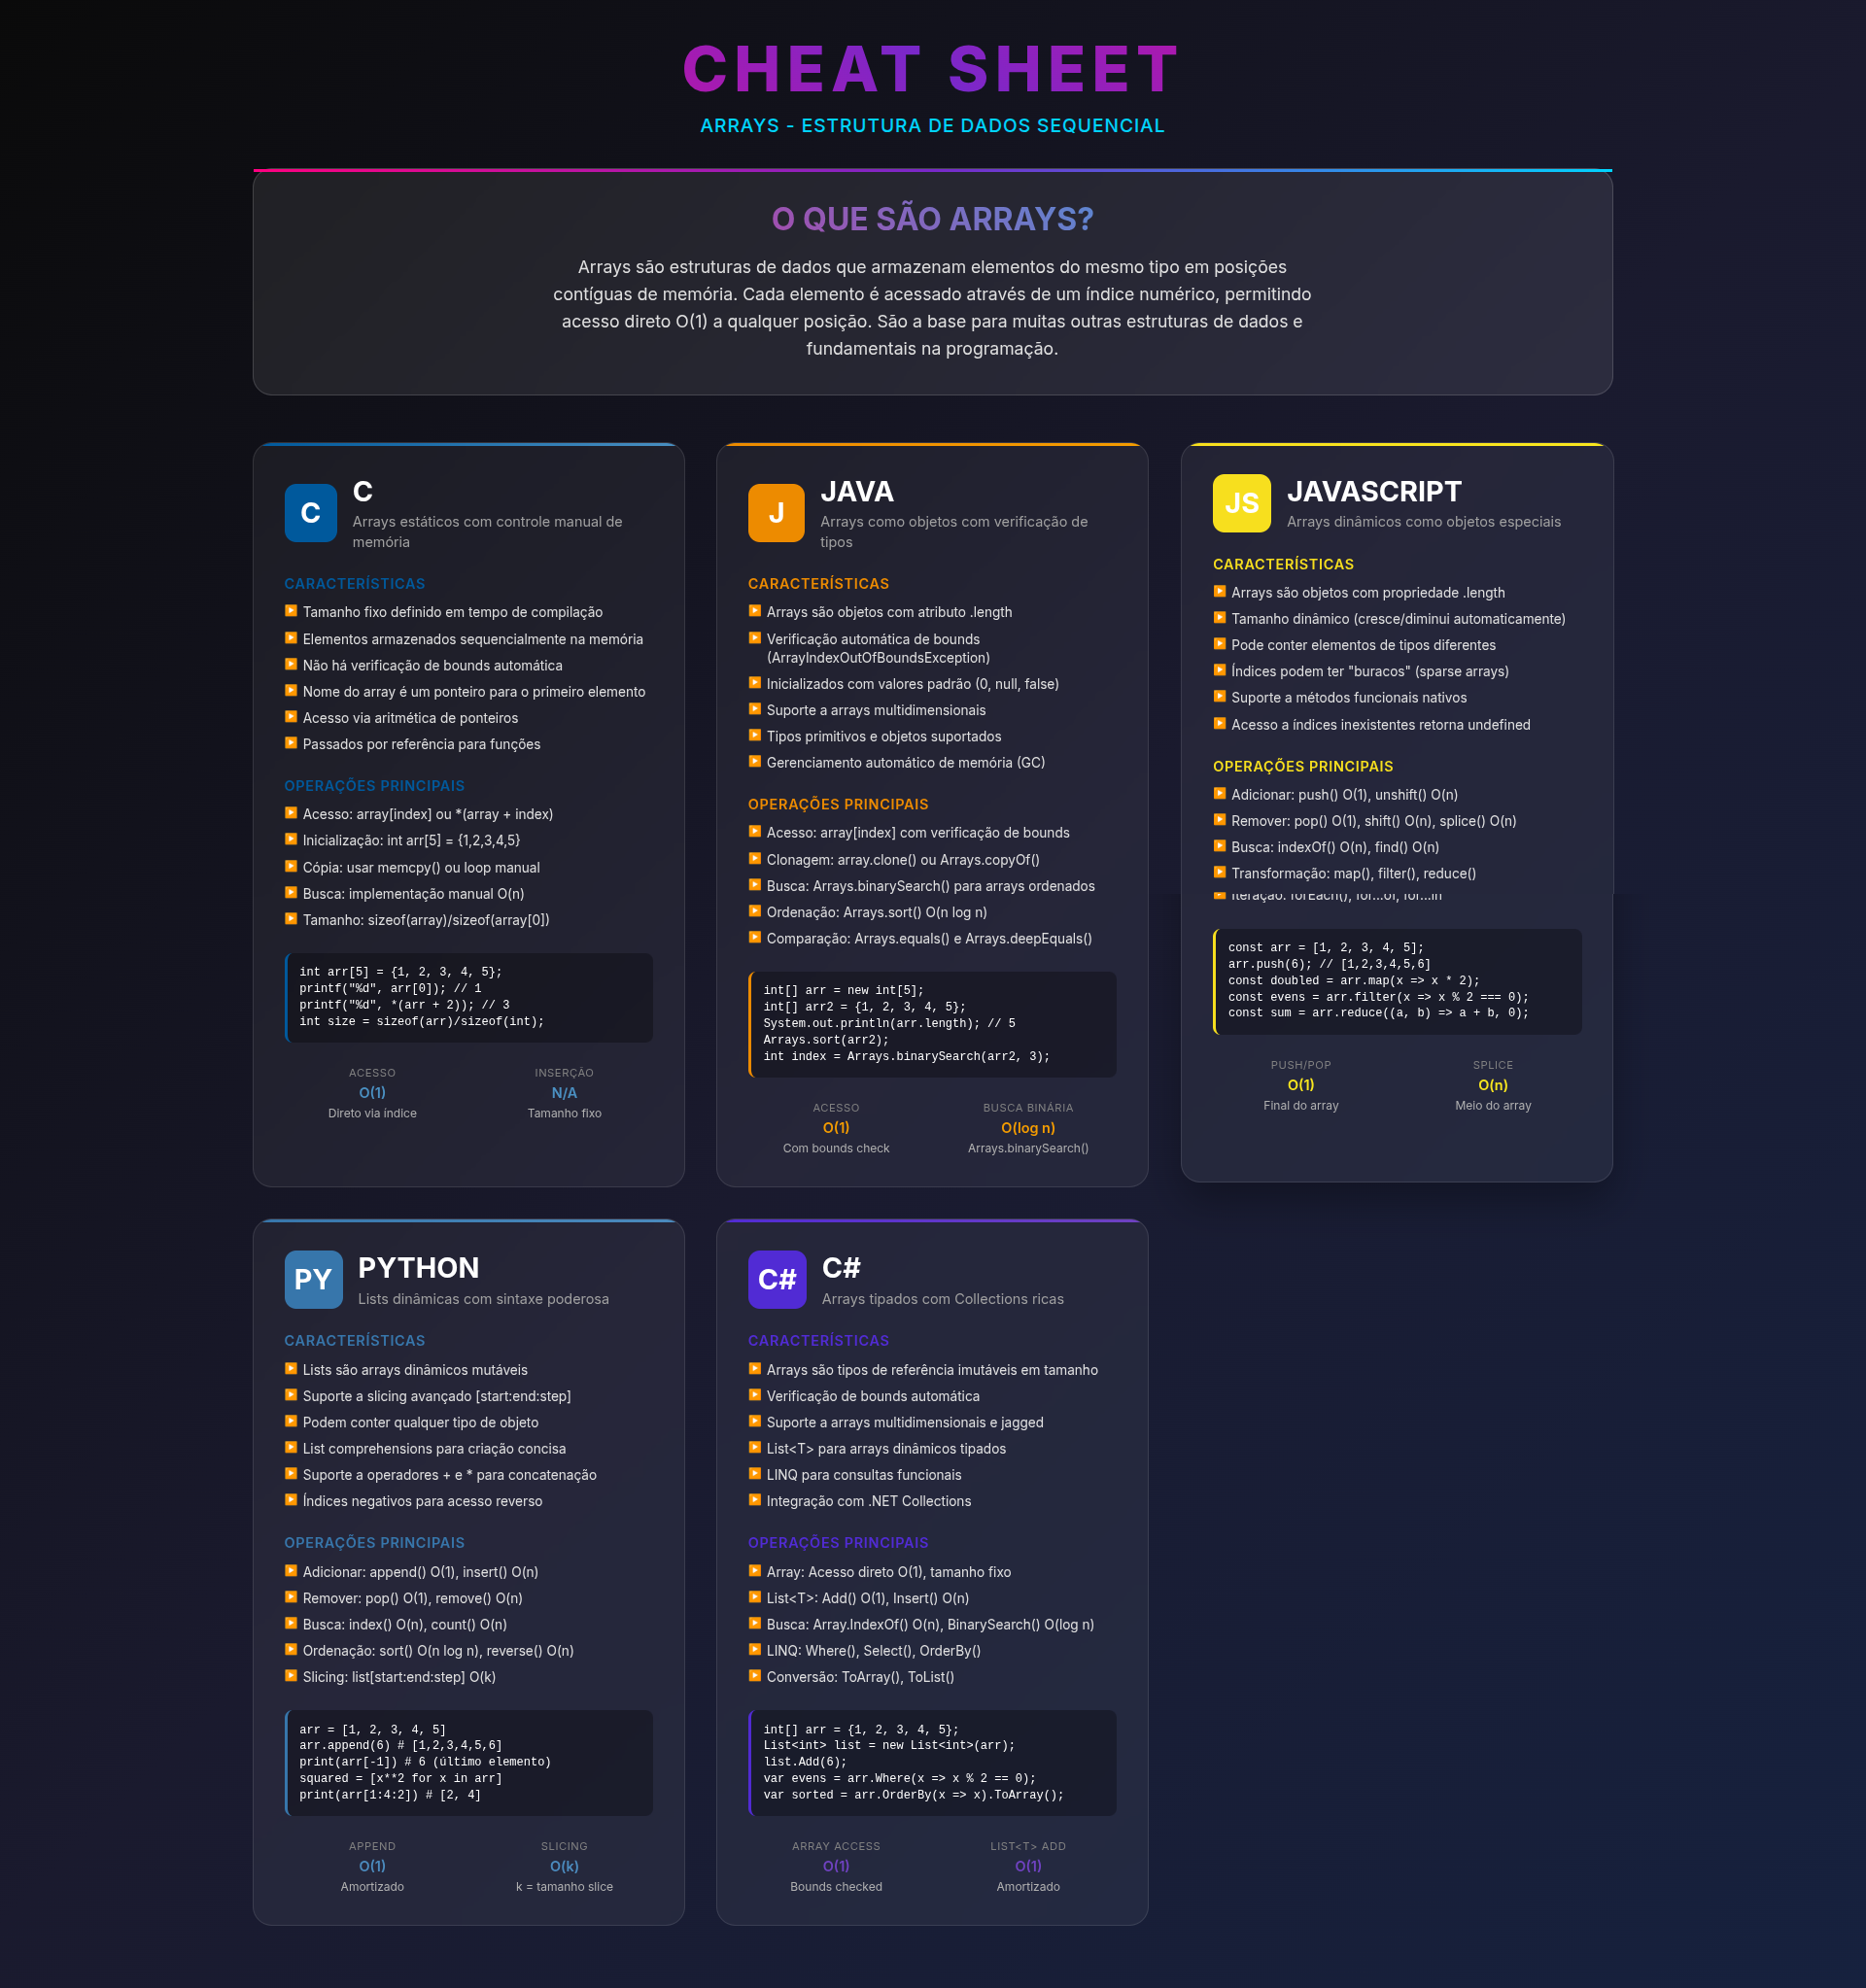 CHEAT SHEET
ARRAYS - ESTRUTURA DE DADOS SEQUENCIAL
O QUE SÃO ARRAYS?
Arrays são estruturas de dados que armazenam elementos do mesmo tipo em posições
contíguas de memória. Cada elemento é acessado através de um índice numérico, permitindo
acesso direto O(1) a qualquer posição. São a base para muitas outras estruturas de dados e
fundamentais na programação.
C
C
Arrays estáticos com controle manual de
memória
CARACTERÍSTICAS
Tamanho fixo definido em tempo de compilação
Elementos armazenados sequencialmente na memória
Não há verificação de bounds automática
Nome do array é um ponteiro para o primeiro elemento
Acesso via aritmética de ponteiros
Passados por referência para funções
OPERAÇÕES PRINCIPAIS
Acesso: array[index] ou *(array + index)
Inicialização: int arr[5] = {1,2,3,4,5}
Cópia: usar memcpy() ou loop manual
Busca: implementação manual O(n)
Tamanho: sizeof(array)/sizeof(array[0])
int arr[5] = {1, 2, 3, 4, 5};
printf("%d", arr[0]); // 1
printf("%d", *(arr + 2)); // 3
int size = sizeof(arr)/sizeof(int);
ACESSO
O(1)
Direto via índice
INSERÇÃO
N/A
Tamanho fixo
J
JAVA
Arrays como objetos com verificação de
tipos
CARACTERÍSTICAS
Arrays são objetos com atributo .length
Verificação automática de bounds
(ArrayIndexOutOfBoundsException)
Inicializados com valores padrão (0, null, false)
Suporte a arrays multidimensionais
Tipos primitivos e objetos suportados
Gerenciamento automático de memória (GC)
OPERAÇÕES PRINCIPAIS
Acesso: array[index] com verificação de bounds
Clonagem: array.clone() ou Arrays.copyOf()
Busca: Arrays.binarySearch() para arrays ordenados
Ordenação: Arrays.sort() O(n log n)
Comparação: Arrays.equals() e Arrays.deepEquals()
int[] arr = new int[5];
int[] arr2 = {1, 2, 3, 4, 5};
System.out.println(arr.length); // 5
Arrays.sort(arr2);
int index = Arrays.binarySearch(arr2, 3);
ACESSO
O(1)
Com bounds check
BUSCA BINÁRIA
O(log n)
Arrays.binarySearch()
JS
JAVASCRIPT
Arrays dinâmicos como objetos especiais
CARACTERÍSTICAS
Arrays são objetos com propriedade .length
Tamanho dinâmico (cresce/diminui automaticamente)
Pode conter elementos de tipos diferentes
Índices podem ter "buracos" (sparse arrays)
Suporte a métodos funcionais nativos
Acesso a índices inexistentes retorna undefined
OPERAÇÕES PRINCIPAIS
Adicionar: push() O(1), unshift() O(n)
Remover: pop() O(1), shift() O(n), splice() O(n)
Busca: indexOf() O(n), find() O(n)
Transformação: map(), filter(), reduce()
Iteração: forEach(), for...of, for...in
const arr = [1, 2, 3, 4, 5];
arr.push(6); // [1,2,3,4,5,6]
const doubled = arr.map(x => x * 2);
const evens = arr.filter(x => x % 2 === 0);
const sum = arr.reduce((a, b) => a + b, 0);
PUSH/POP
O(1)
Final do array
SPLICE
O(n)
Meio do array
PY
PYTHON
Lists dinâmicas com sintaxe poderosa
CARACTERÍSTICAS
Lists são arrays dinâmicos mutáveis
Suporte a slicing avançado [start:end:step]
Podem conter qualquer tipo de objeto
List comprehensions para criação concisa
Suporte a operadores + e * para concatenação
Índices negativos para acesso reverso
OPERAÇÕES PRINCIPAIS
Adicionar: append() O(1), insert() O(n)
Remover: pop() O(1), remove() O(n)
Busca: index() O(n), count() O(n)
Ordenação: sort() O(n log n), reverse() O(n)
Slicing: list[start:end:step] O(k)
arr = [1, 2, 3, 4, 5]
arr.append(6) # [1,2,3,4,5,6]
print(arr[-1]) # 6 (último elemento)
squared = [x**2 for x in arr]
print(arr[1:4:2]) # [2, 4]
APPEND
O(1)
Amortizado
SLICING
O(k)
k = tamanho slice
C#
C#
Arrays tipados com Collections ricas
CARACTERÍSTICAS
Arrays são tipos de referência imutáveis em tamanho
Verificação de bounds automática
Suporte a arrays multidimensionais e jagged
List<T> para arrays dinâmicos tipados
LINQ para consultas funcionais
Integração com .NET Collections
OPERAÇÕES PRINCIPAIS
Array: Acesso direto O(1), tamanho fixo
List<T>: Add() O(1), Insert() O(n)
Busca: Array.IndexOf() O(n), BinarySearch() O(log n)
LINQ: Where(), Select(), OrderBy()
Conversão: ToArray(), ToList()
int[] arr = {1, 2, 3, 4, 5};
List<int> list = new List<int>(arr);
list.Add(6);
var evens = arr.Where(x => x % 2 == 0);
var sorted = arr.OrderBy(x => x).ToArray();
ARRAY ACCESS
O(1)
Bounds checked
LIST<T> ADD
O(1)
Amortizado